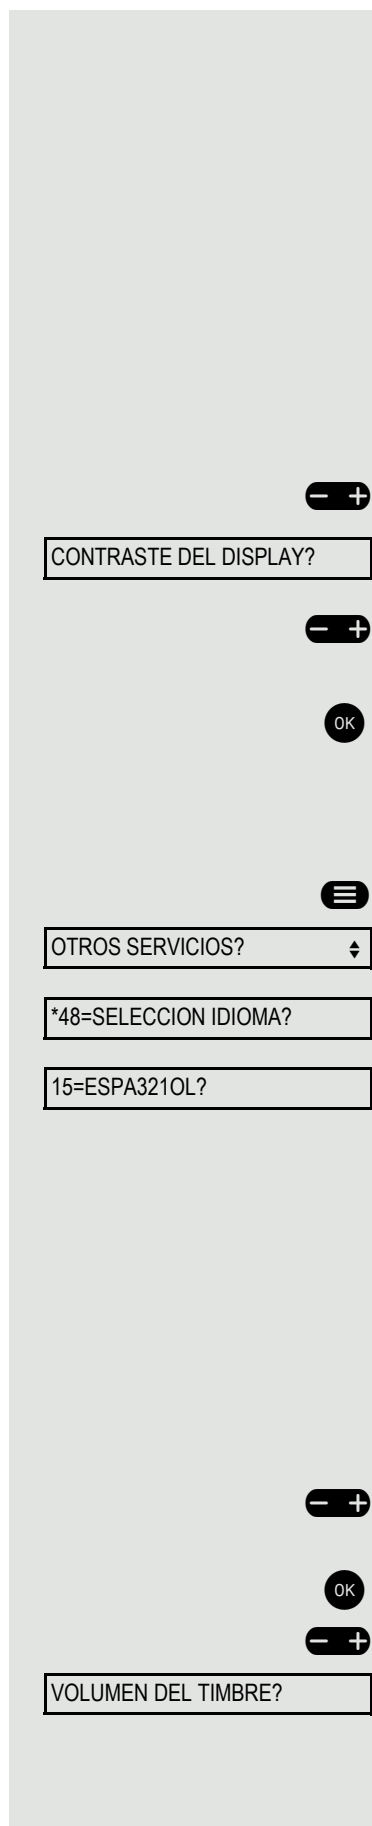 CONTRASTE DEL DISPLAY?
OK
OTROS SERVICIOS?
*48=SELECCION IDIOMA?
15=ESPA321OL?
OK
VOLUMEN DEL TIMBRE?